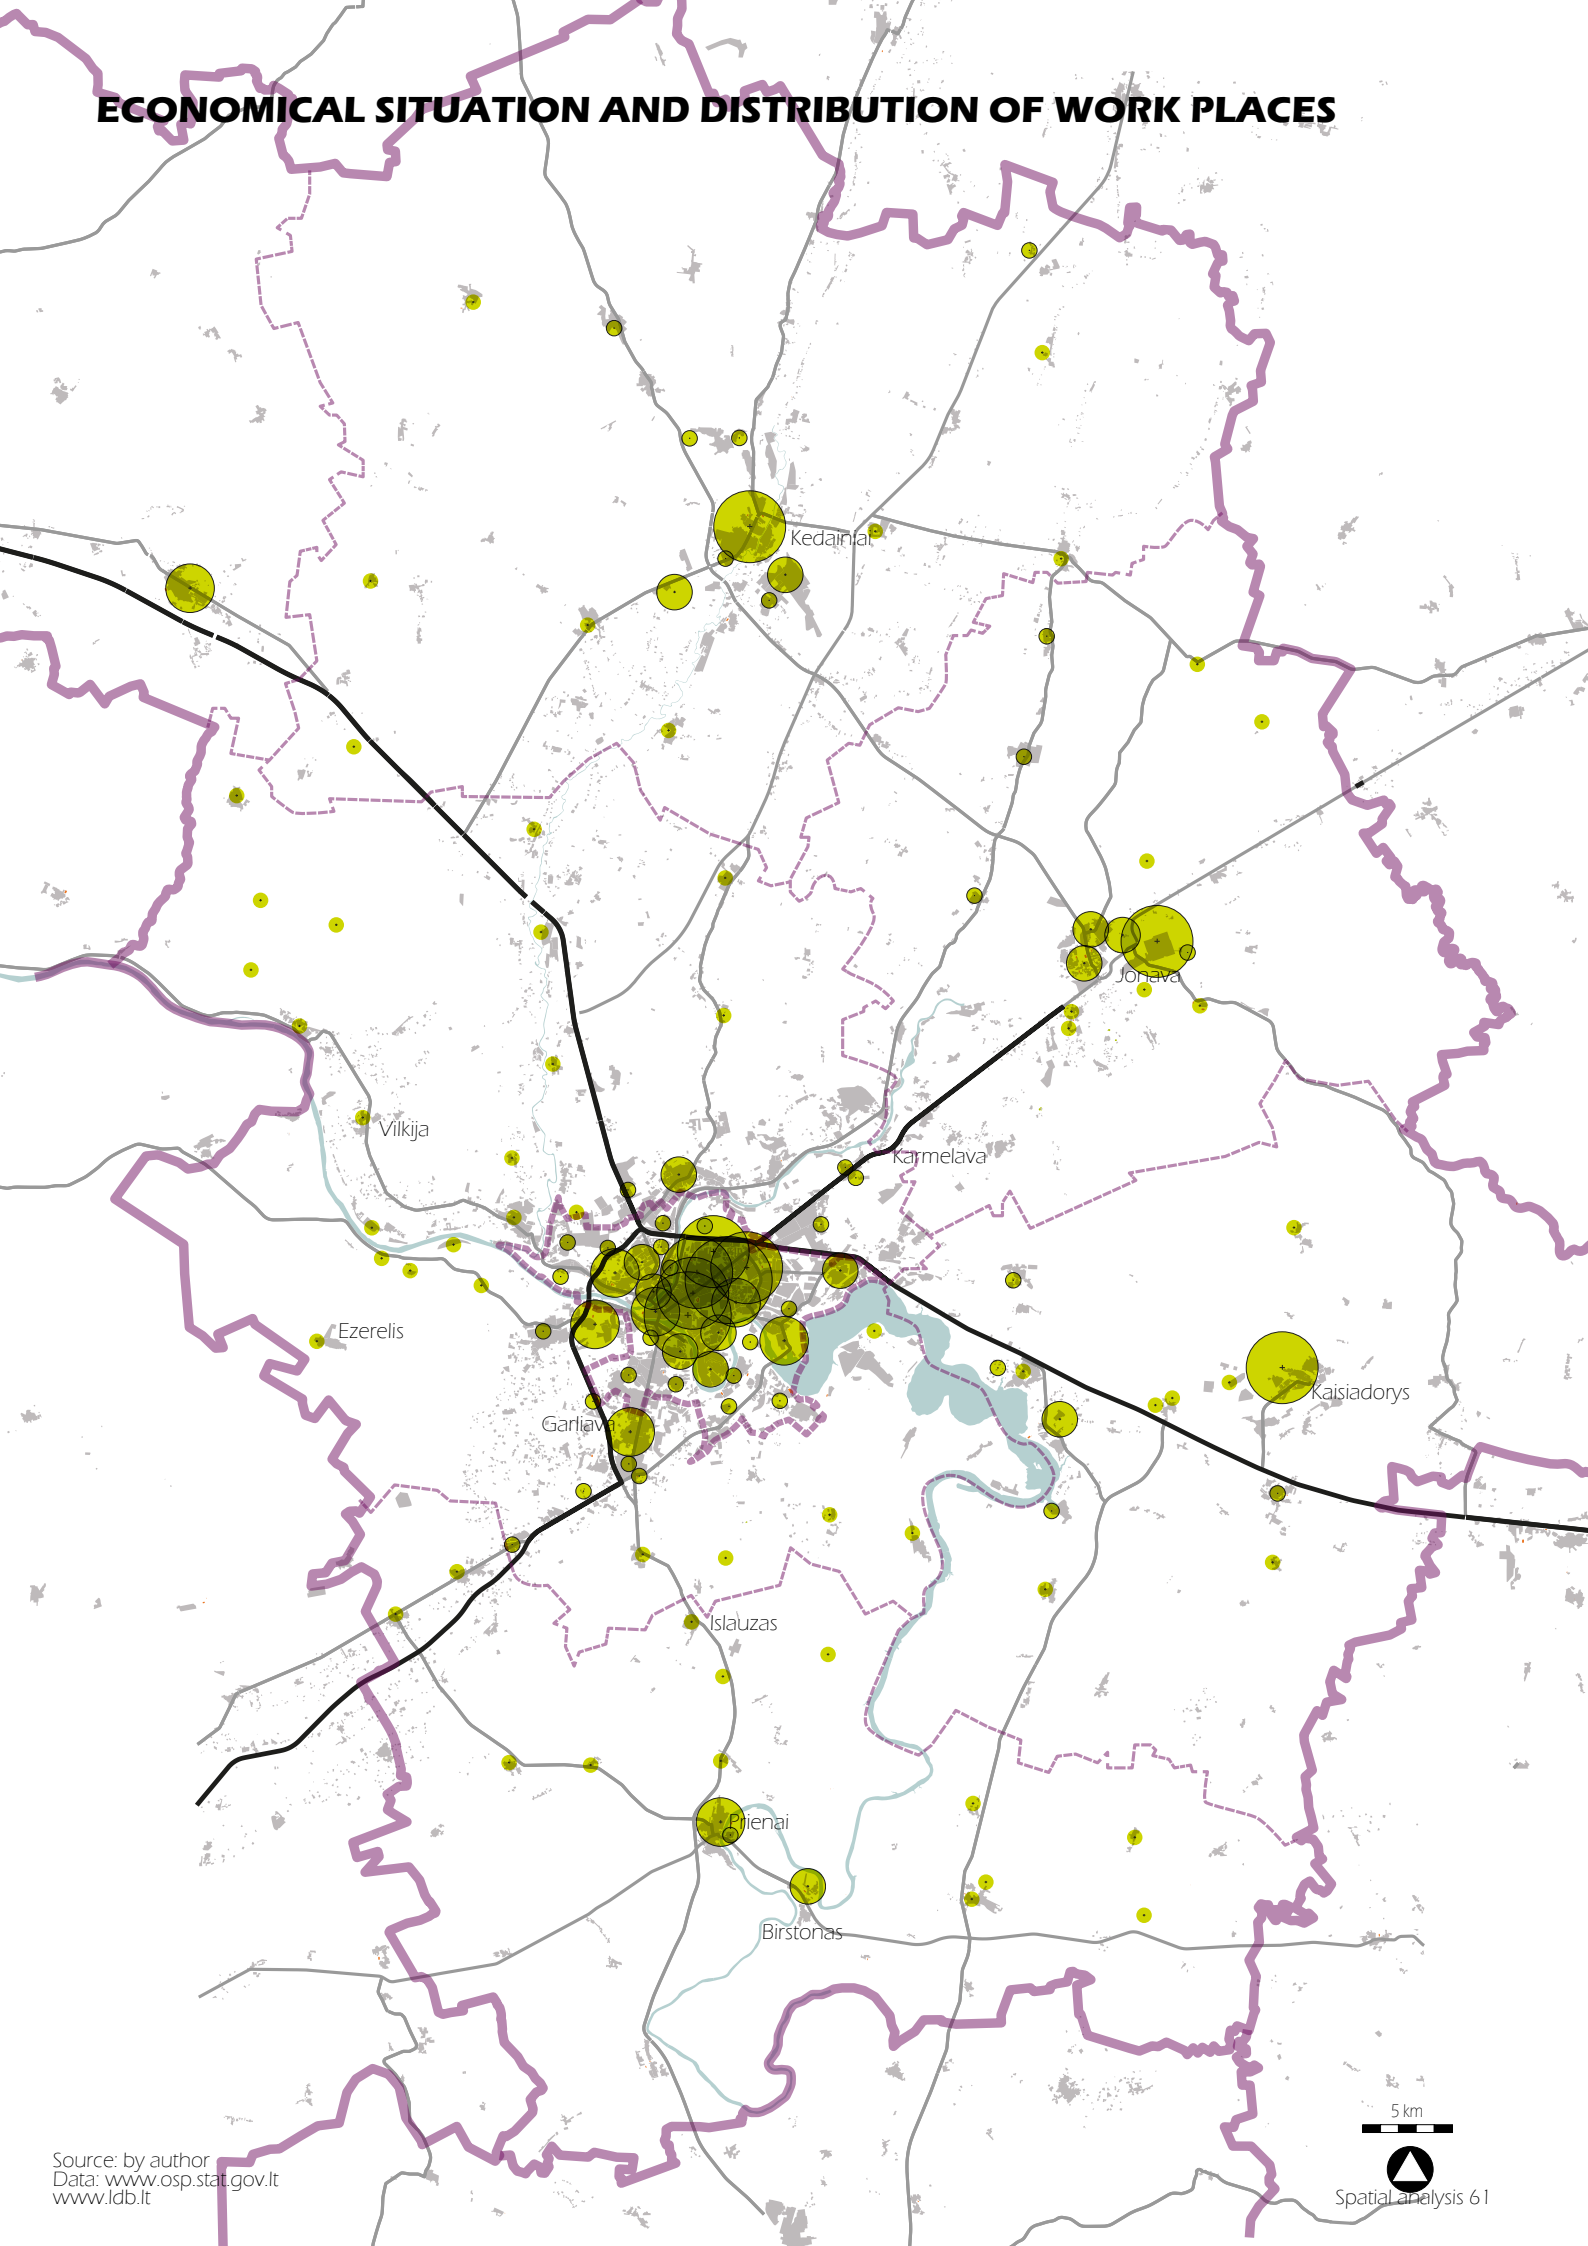 ECONOMICAL SITUATION AND DISTRIBUTION OF WORK PLACES
Kedainiai
Jonava
Vilkija
Karmelava
Ezerelis
Kaisiadorys
Garliava
Islauzas
Prienai
Birstonas
5 km
Source: by author
Data: www.osp.stat.gov.lt
www.ldb.lt
Spatial analysis 61